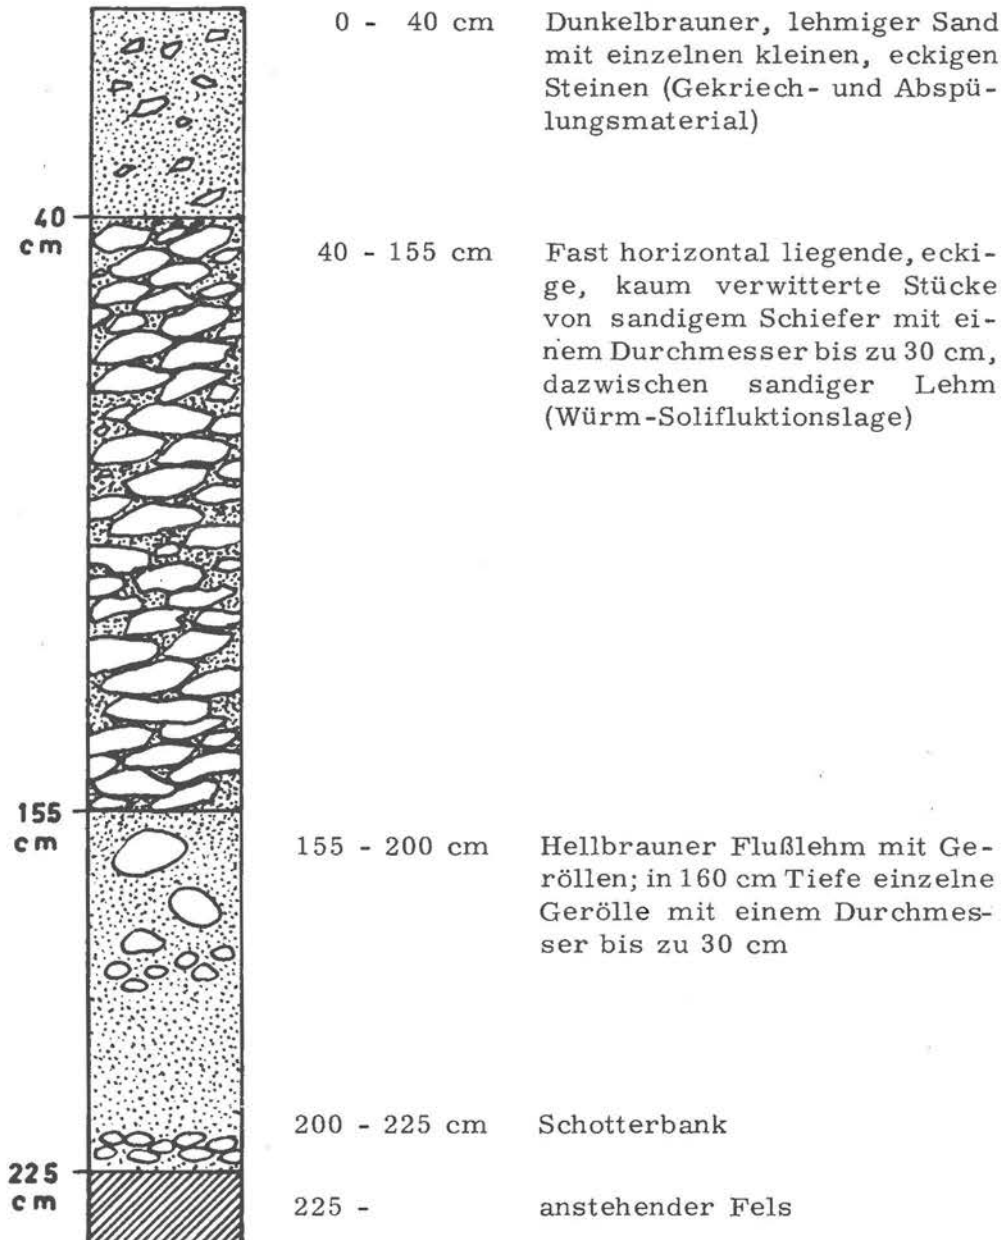 0 - 40 cm Dunkelbrauner, lehmiger Sand
mit einzelnen kleinen, eckigen
Steinen (Gekriech- und Abspü-
lungsmaterial)
40
cm
40 - 155 cm Fast horizontal liegende, ecki-
ge, kaum verwitterte Stücke
von sandigem Schiefer mit ei-
nem Durchmesser bis zu 30 cm,
dazwischen sandiger Lehm
(Würm-Solifluktionslage)
155
cm
155 - 200 cm Hellbrauner Flußlehm mit Ge-
röllen; in 160 cm Tiefe einzelne
Gerölle mit einem Durchmes-
ser bis zu 30 cm
200 - 225 cm Schotterbank
225
cm
225 - anstehender Fels